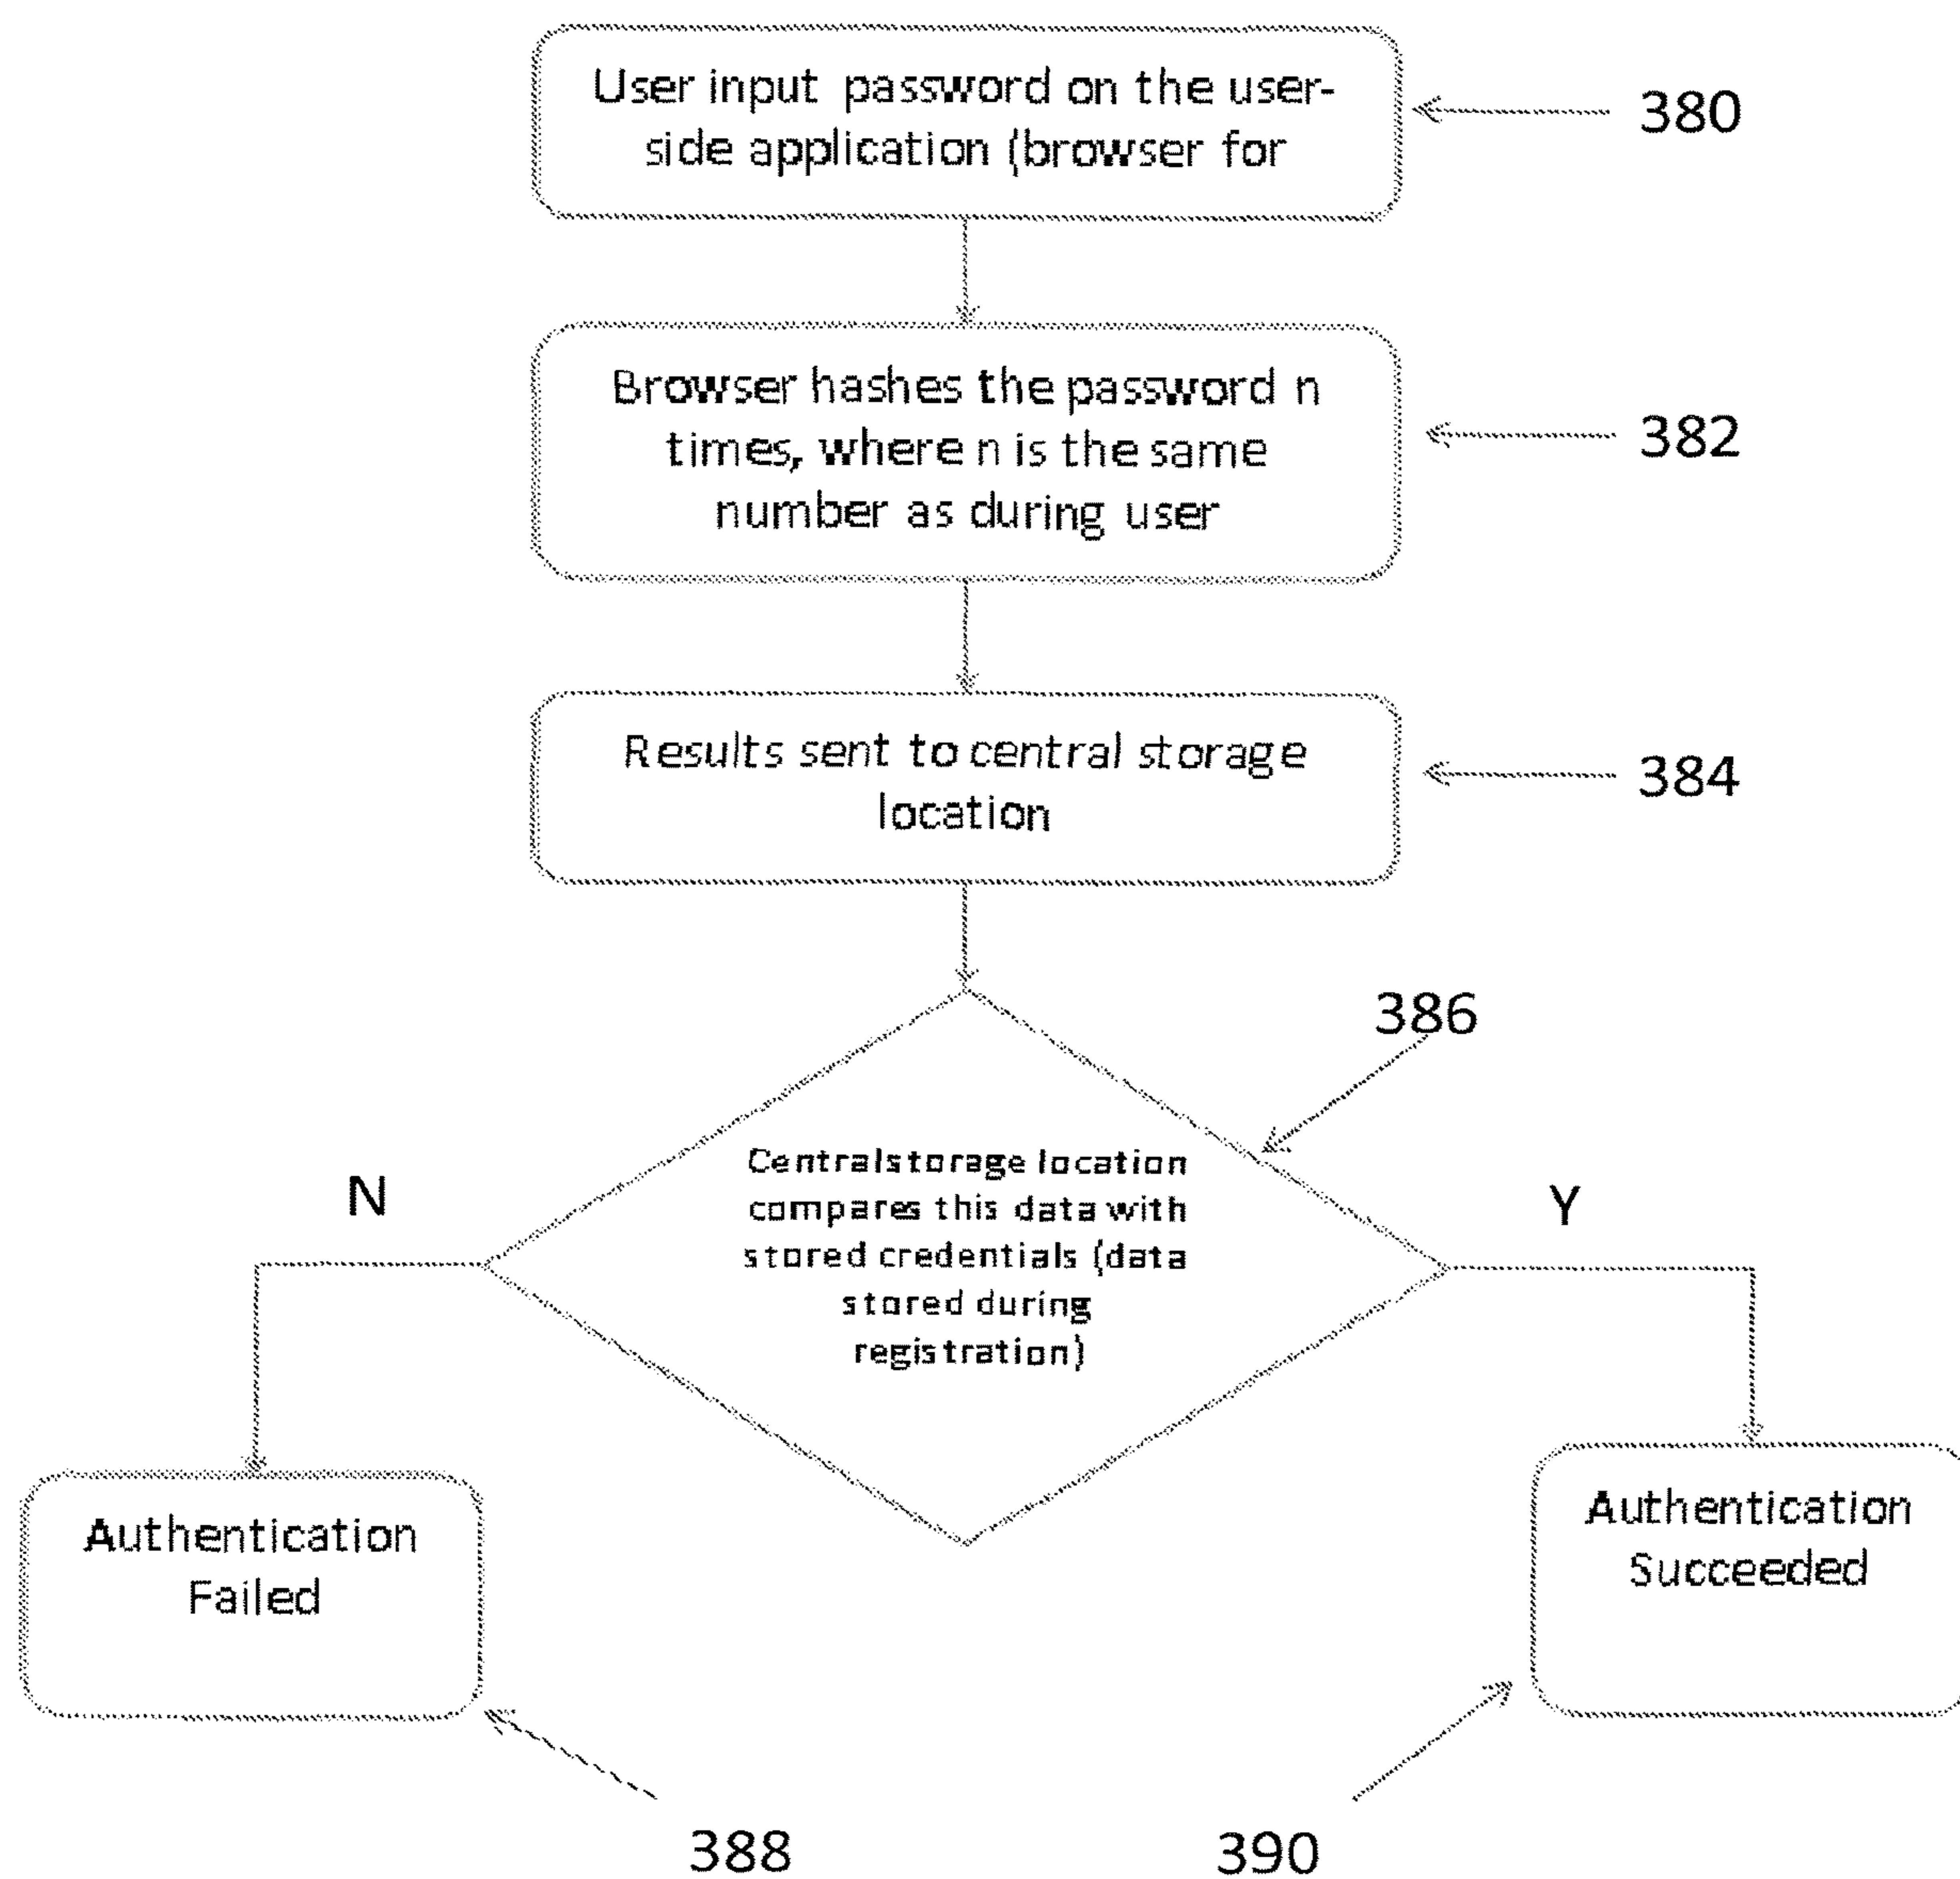 User input password on the user-
side application (browser for
380
Browser hashes the password n
times, where n is the same
number as during user
382
Results sent to central storage
location
384
386
Central storage location
compares this data with
stored credentials (data
stored during
registration)
N
Y
Authentication
Failed
Authentication
Succeeded
388
390